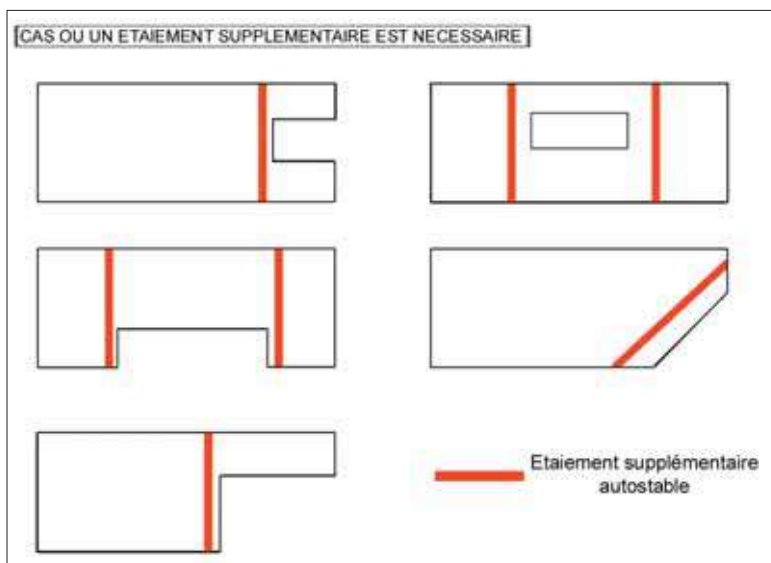 [CAS OU UN ETAIEMENT SUPPLEMENTAIRE EST NECESSAIRE]
Etaiement supplémentaire
autostable